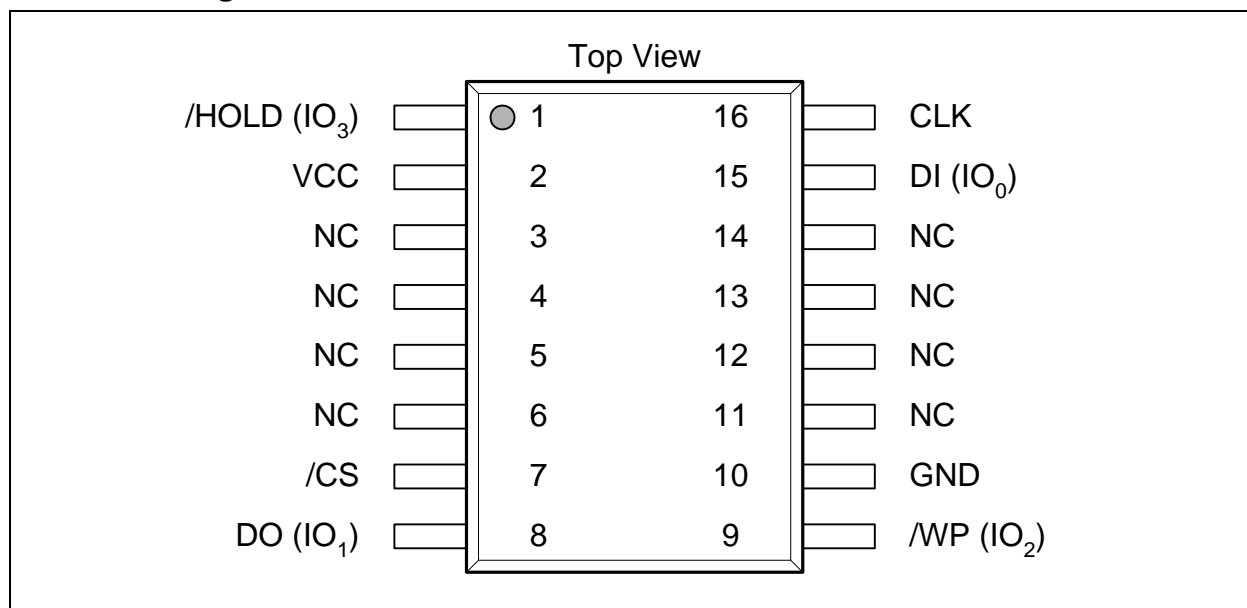 Top View
/HOLD (IO3) 1 16 CLK
VCC 2 15 DI (IO0)
NC 3 14 NC
NC 4 13 NC
NC 5 12 NC
NC 6 11 NC
/CS 7 10 GND
DO (IO1) 8 9 /WP (IO2)